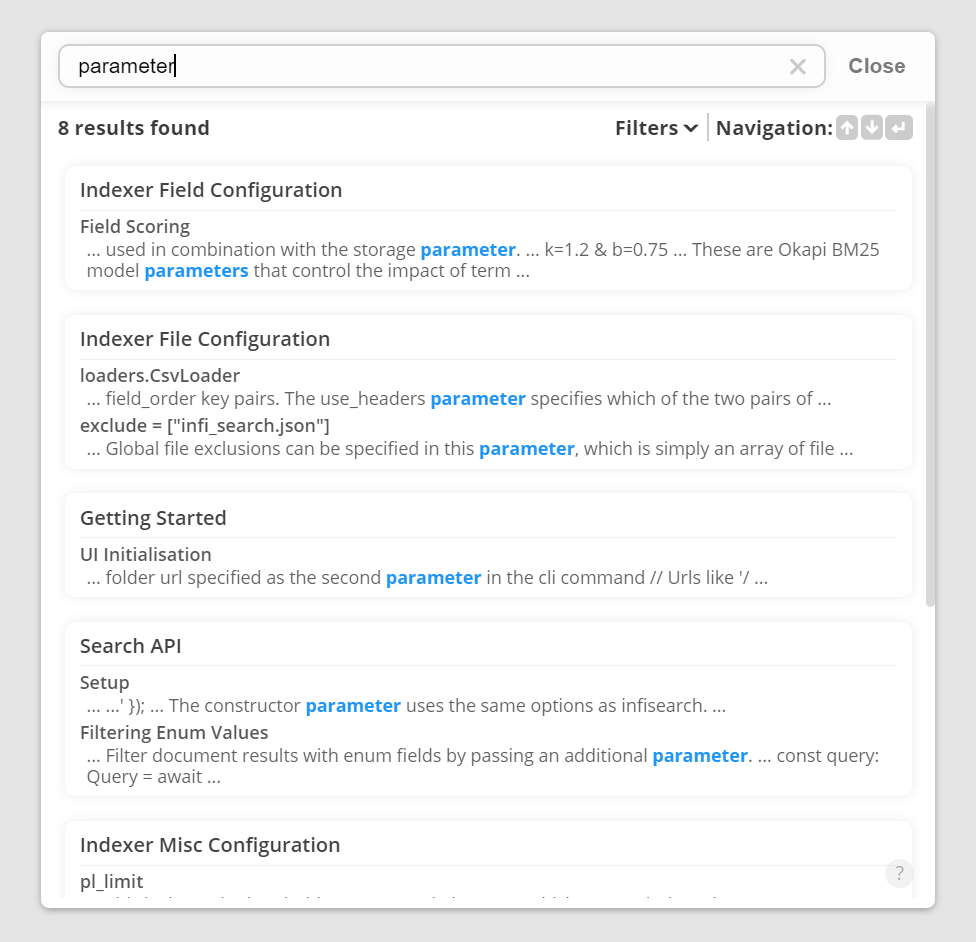 parameter
Close
8 results found
Filters
Navigation:
Indexer Field Configuration
Field Scoring
... used in combination with the storage parameter. ... k=1.2 & b=0.75 ... These are Okapi BM25
model parameters that control the impact of term ...
Indexer File Configuration
loaders.CsvLoader
... field_order key pairs. The use_headers parameter specifies which of the two pairs of ...
exclude = ["infi_search.json"]
... Global file exclusions can be specified in this parameter, which is simply an array of file ...
Getting Started
UI Initialisation
... folder url specified as the second parameter in the cli command // Urls like '/ ...
Search API
Setup
... ...' }); ... The constructor parameter uses the same options as infisearch. ...
Filtering Enum Values
... Filter document results with enum fields by passing an additional parameter. ... const query:
Query = await ...
Indexer Misc Configuration
pl_limit
?